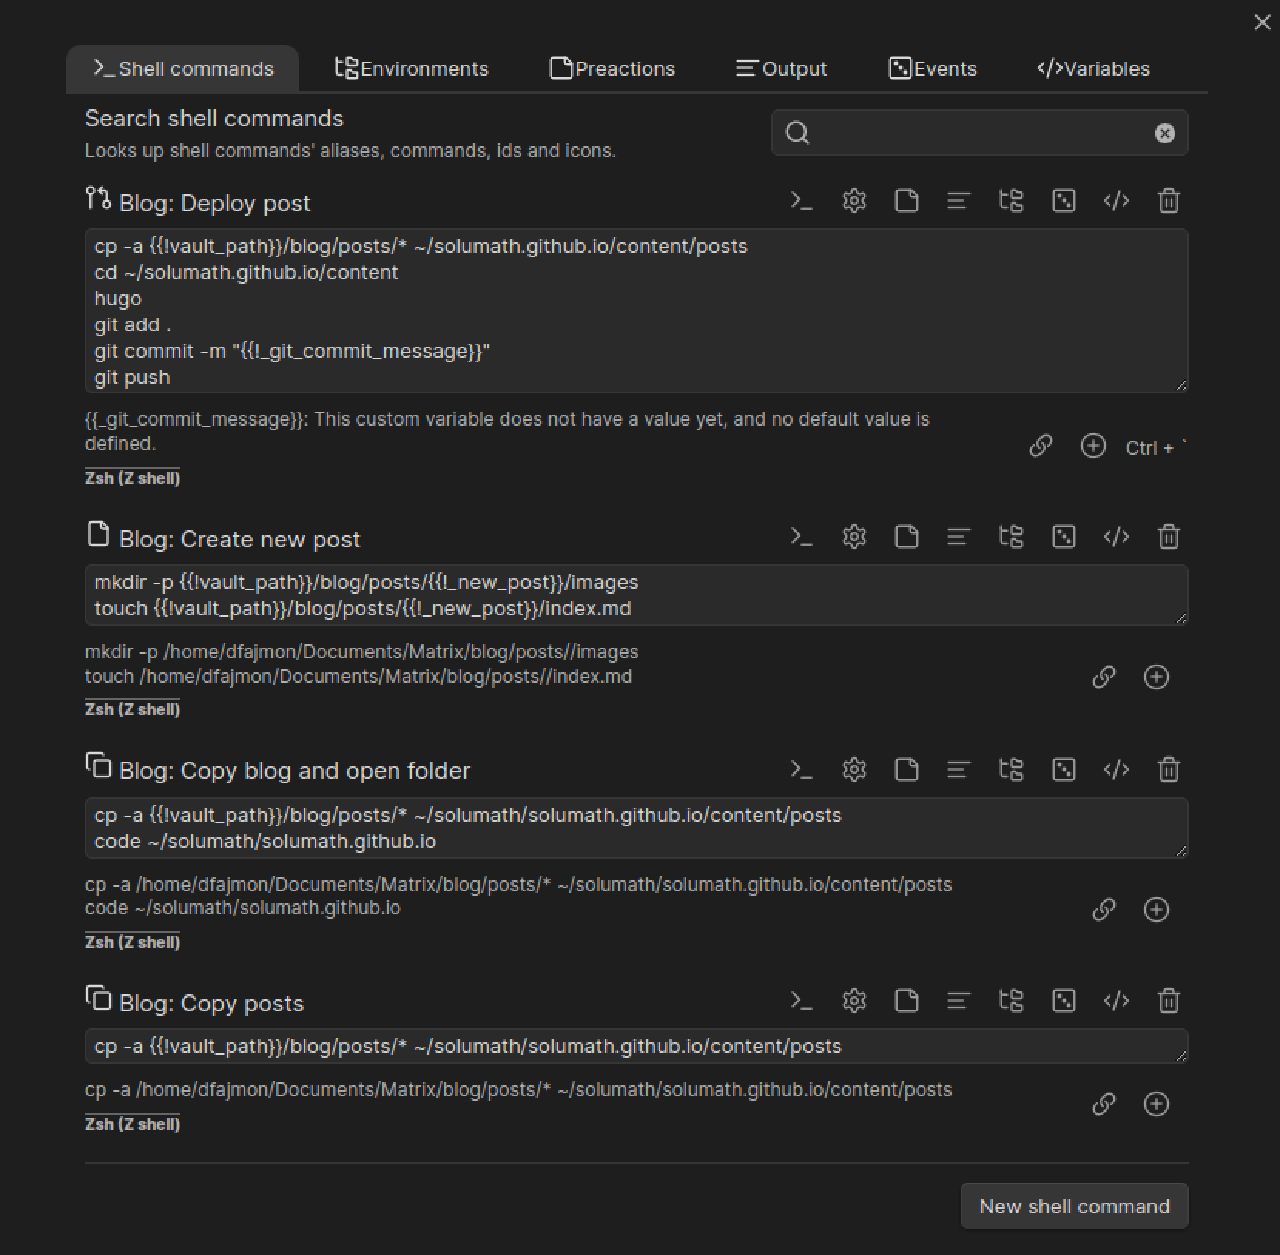 Shell commands
Environments
Preactions
Output
Events
Variables
Search shell commands
Looks up shell commands' aliases, commands, ids and icons.
Blog: Deploy post
cp -a {{!vault_path}}/blog/posts/* ~/solumath.github.io/content/posts
cd ~/solumath.github.io/content
hugo
git add .
git commit -m "{{!_git_commit_message}}"
git push
{{_git_commit_message}}: This custom variable does not have a value yet, and no default value is
defined.
Ctrl + `
Zsh (Z shell)
Blog: Create new post
mkdir -p {{!vault_path}}/blog/posts/{{!_new_post}}/images
touch {{!vault_path}}/blog/posts/{{!_new_post}}/index.md
mkdir -p /home/dfajmon/Documents/Matrix/blog/posts//images
touch /home/dfajmon/Documents/Matrix/blog/posts//index.md
Zsh (Z shell)
Blog: Copy blog and open folder
cp -a {{!vault_path}}/blog/posts/* ~/solumath/solumath.github.io/content/posts
code ~/solumath/solumath.github.io
cp -a /home/dfajmon/Documents/Matrix/blog/posts/* ~/solumath/solumath.github.io/content/posts
code ~/solumath/solumath.github.io
Zsh (Z shell)
Blog: Copy posts
cp -a {{!vault_path}}/blog/posts/* ~/solumath/solumath.github.io/content/posts
cp -a /home/dfajmon/Documents/Matrix/blog/posts/* ~/solumath/solumath.github.io/content/posts
Zsh (Z shell)
New shell command